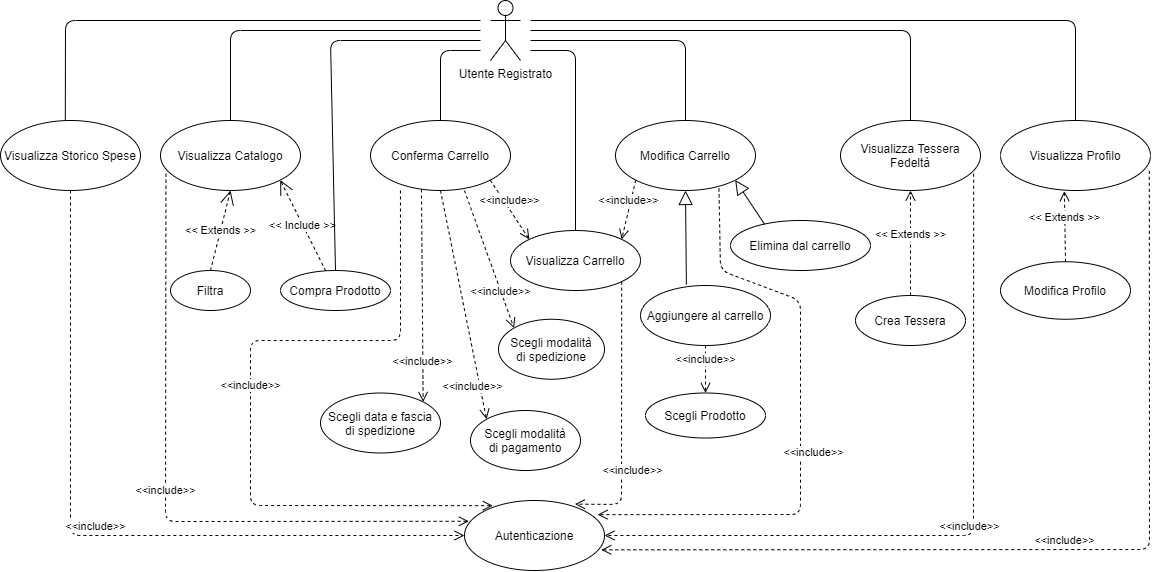 Utente Registrato
Visualizza Storico Spese
Visualizza Catalogo
Conferma Carrello
Modifica Carrello
Visualizza Tessera
Fedeltà
Visualizza Profilo
<<include>>
<<include>>
<< Extends >>
<< Include >>
<< Extends >>
<< Extends >>
Elimina dal carrello
Visualizza Carrello
Filtra
Compra Prodotto
<<include>>
Modifica Profilo
Aggiungere al carrello
Crea Tessera
Scegli modalità
di spedizione
<<include>>
<<include>>
<<include>>
<<include>>
Scegli data e fascia
di spedizione
Scegli Prodotto
Scegli modalità
di pagamento
<<include>>
<<include>>
<<include>>
<<include>>
<<include>>
Autenticazione
<<include>>